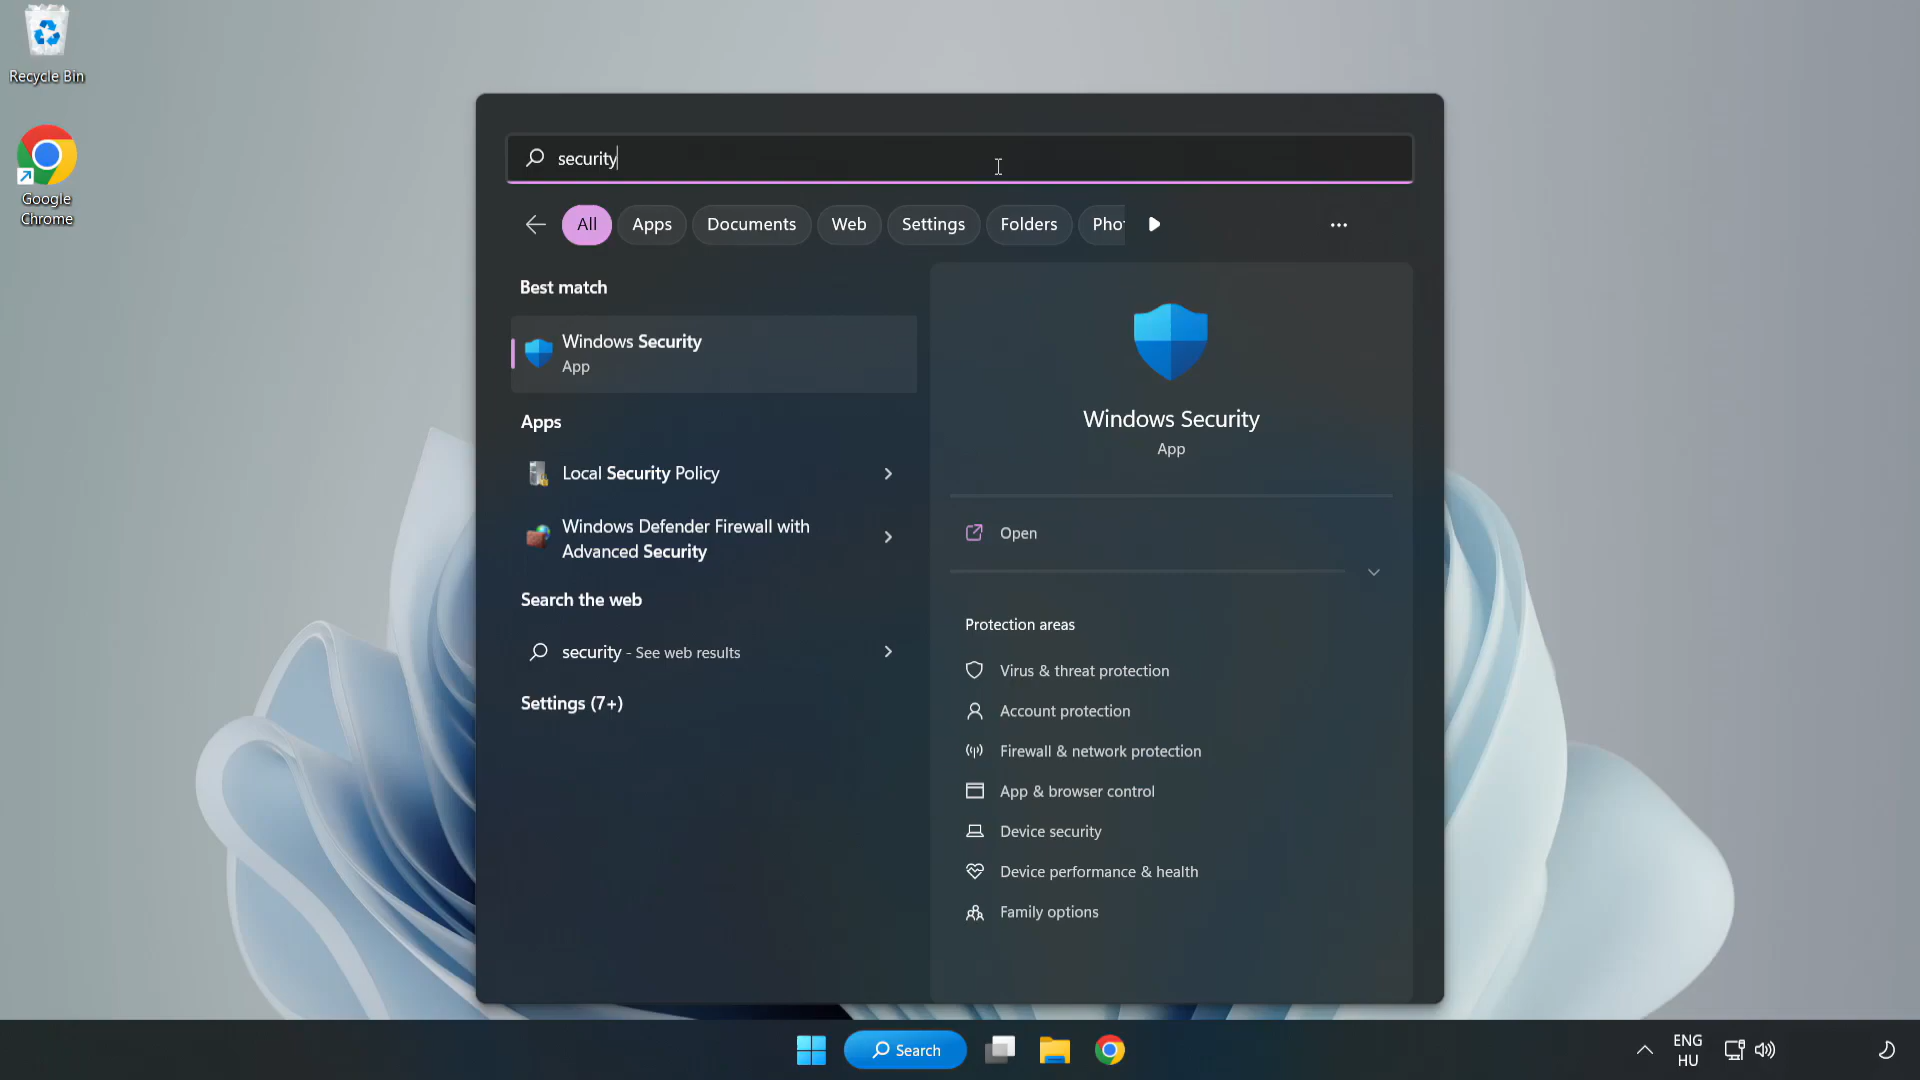 Recycle Bin
Google
Chrome
security
All
Apps
Documents
Web
Settings
Folders
Best match
Windows Security
App
Apps
Local Security Policy
Windows Defender Firewall with
Advanced Security
Search the web
security - See web results
Settings (7+)
Windows Security
App
Open
Protection areas
Virus & threat protection
Account protection
Firewall & network protection
App & browser control
Device security
Device performance & health
Family options
Search
ENG
HU